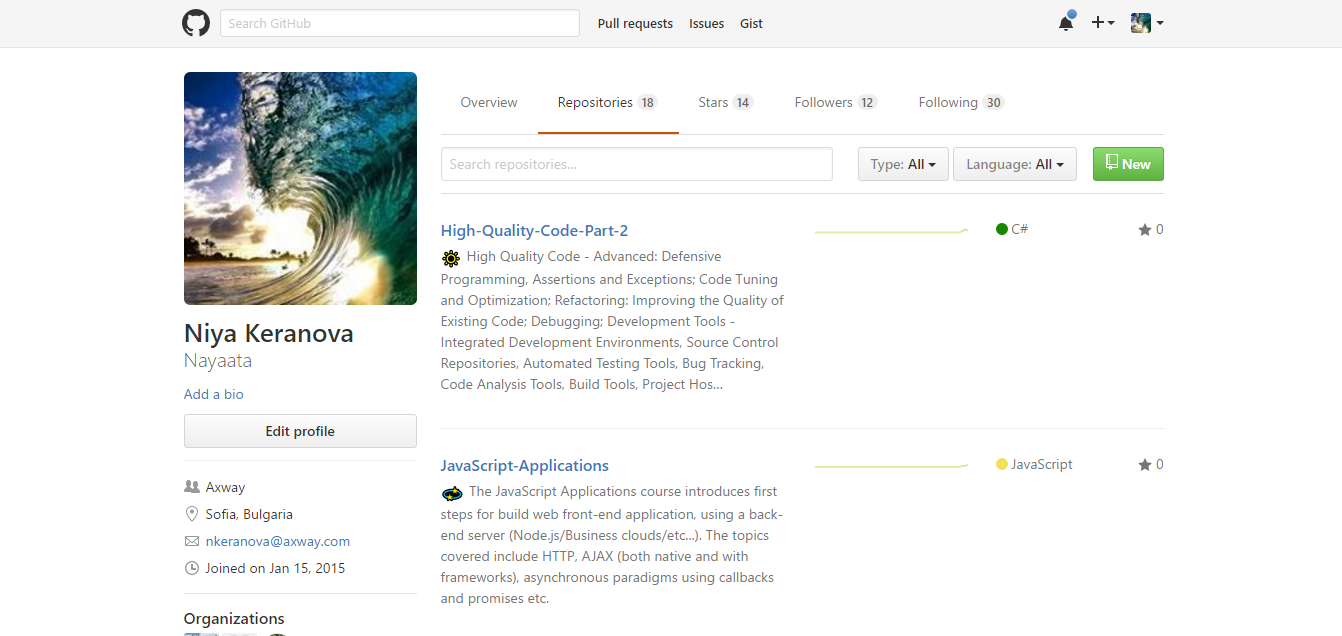 Search GitHub
Pull requests Issues Gist
Overview Repositories 18 Stars 14 Followers 12 Following 30
Search repositories...
Type: All Language: All New
High-Quality-Code-Part-2
C#
0
High Quality Code - Advanced: Defensive
Programming, Assertions and Exceptions; Code Tuning
and Optimization; Refactoring: Improving the Quality of
Existing Code; Debugging; Development Tools -
Integrated Development Environments, Source Control
Repositories, Automated Testing Tools, Bug Tracking,
Code Analysis Tools, Build Tools, Project Hos...
JavaScript-Applications
JavaScript
0
The JavaScript Applications course introduces first
steps for build web front-end application, using a back-
end server (Node.js/Business clouds/etc...). The topics
covered include HTTP, AJAX (both native and with
frameworks), asynchronous paradigms using callbacks
and promises etc.
Niya Keranova
Nayaata
Add a bio
Edit profile
Axway
Sofia, Bulgaria
nkeranova@axway.com
Joined on Jan 15, 2015
Organizations